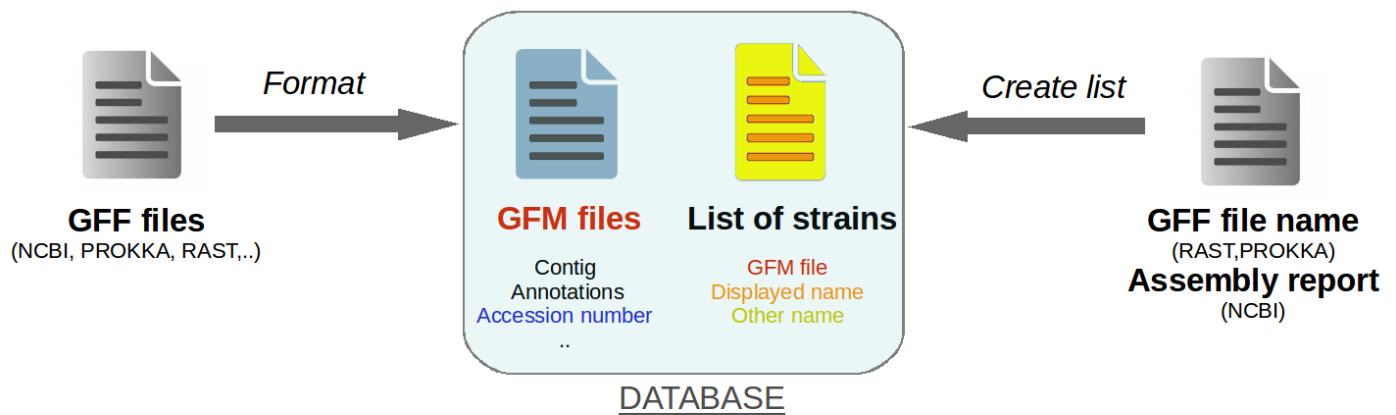 Format
GFF files
(NCBI, PROKKA, RAST,..)
GFM files
Contig
Annotations
Accession number
..
List of strains
GFM file
Displayed name
Other name
DATABASE
Create list
GFF file name
(RAST,PROKKA)
Assembly report
(NCBI)